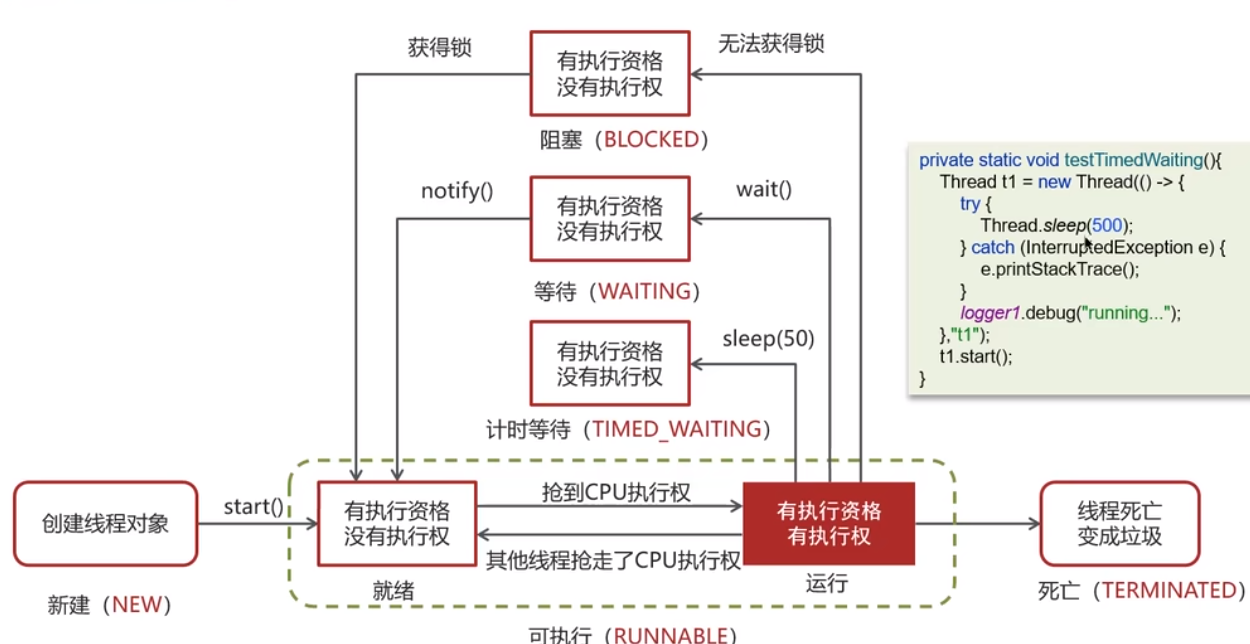 获得锁
有执行资格
没有执行权
无法获得锁
阻塞（BLOCKED）
notify()
有执行资格
没有执行权
wait()
等待（WAITING）
有执行资格
没有执行权
sleep(50)
计时等待（TIMED_WAITING）
private static void testTimedWaiting(){
Thread t1 = new Thread(() -> {
try {
Thread.sleep(500);
} catch (InterruptedException e) {
e.printStackTrace();
}
logger1.debug("running...");
},"t1");
t1.start();
}
创建线程对象
新建（NEW）
start()
有执行资格
没有执行权
就绪
抢到CPU执行权
其他线程抢走了CPU执行权
有执行资格
有执行权
运行
线程死亡
变成垃圾
死亡（TERMINATED）
可执行（RUNNABLE）